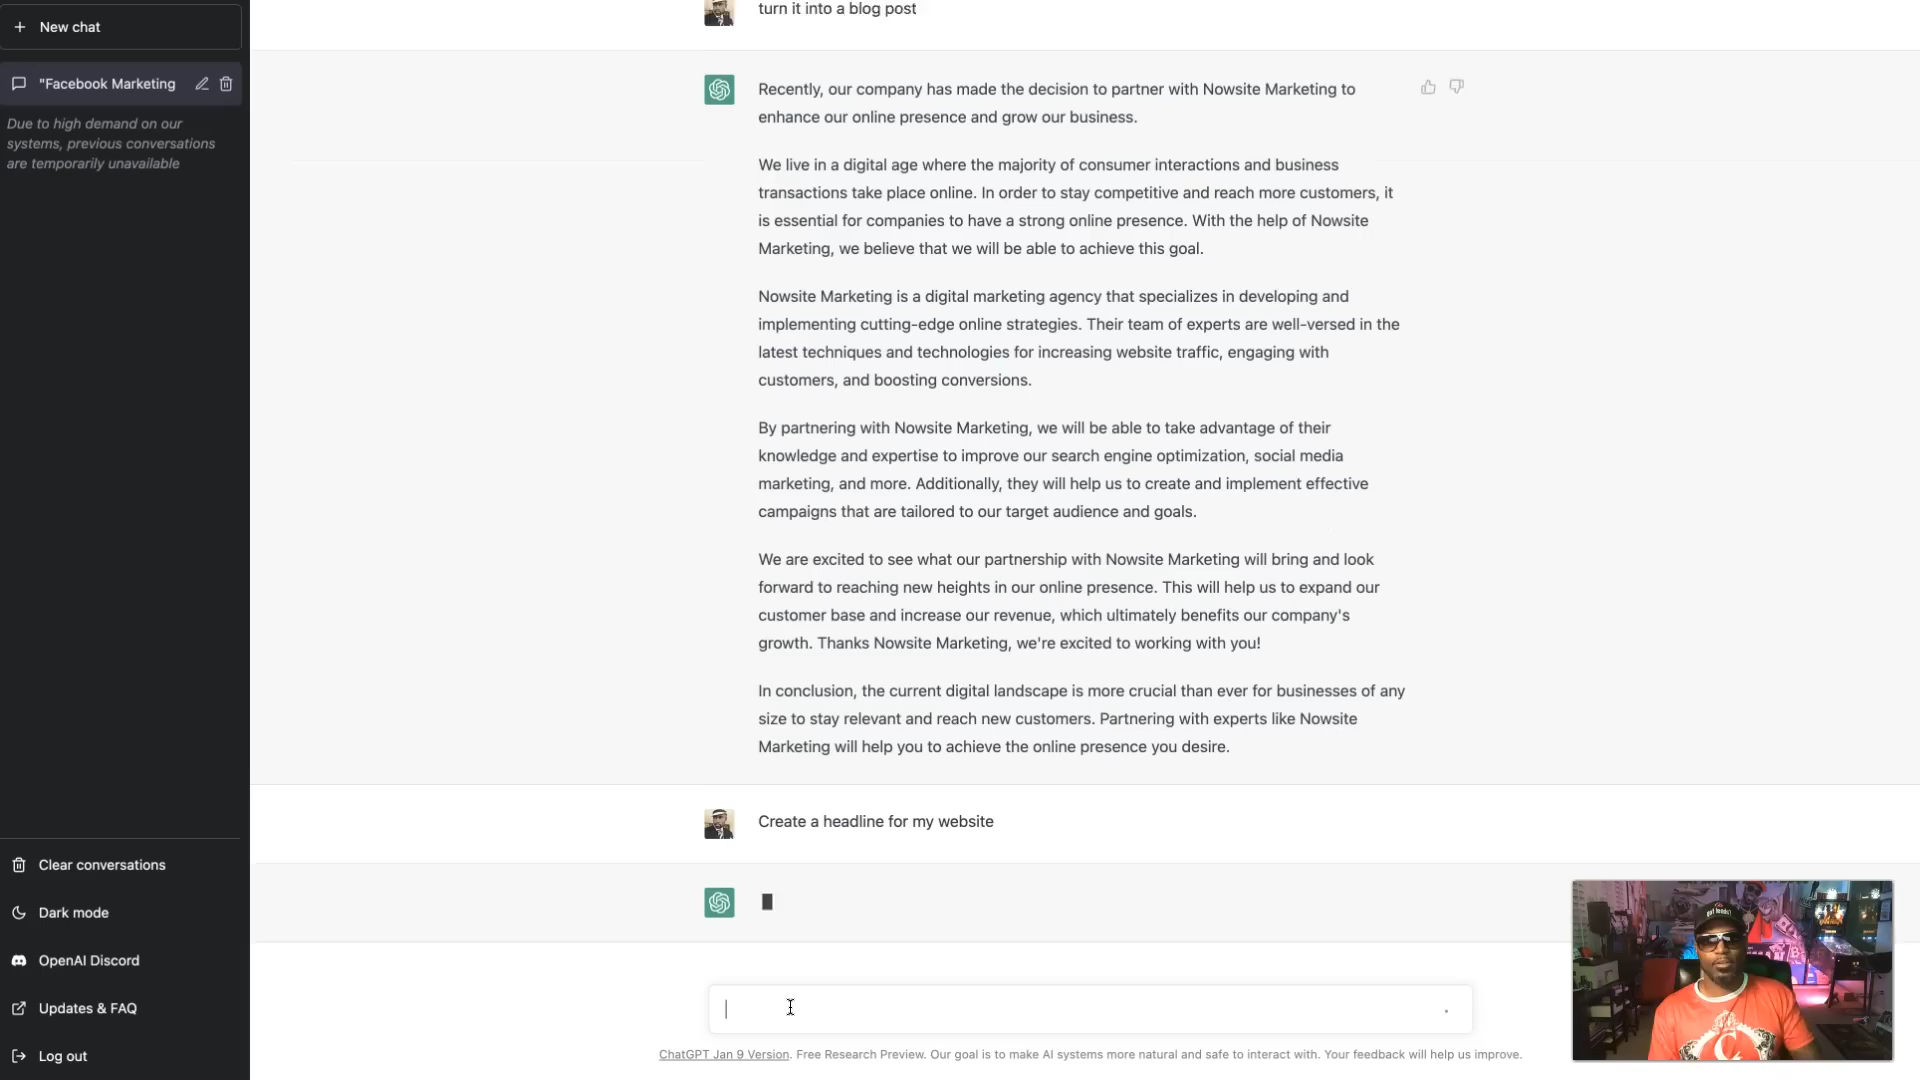 New chat
"Facebook Marketing
Due to high demand on our
systems, previous conversations
are temporarily unavailable
Clear conversations
Dark mode
OpenAI Discord
Updates & FAQ
Log out
turn it into a blog post
Recently, our company has made the decision to partner with Nowsite Marketing to
enhance our online presence and grow our business.
We live in a digital age where the majority of consumer interactions and business
transactions take place online. In order to stay competitive and reach more customers, it
is essential for companies to have a strong online presence. With the help of Nowsite
Marketing, we believe that we will be able to achieve this goal.
Nowsite Marketing is a digital marketing agency that specializes in developing and
implementing cutting-edge online strategies. Their team of experts are well-versed in the
latest techniques and technologies for increasing website traffic, engaging with
customers, and boosting conversions.
By partnering with Nowsite Marketing, we will be able to take advantage of their
knowledge and expertise to improve our search engine optimization, social media
marketing, and more. Additionally, they will help us to create and implement effective
campaigns that are tailored to our target audience and goals.
We are excited to see what our partnership with Nowsite Marketing will bring and look
forward to reaching new heights in our online presence. This will help us to expand our
customer base and increase our revenue, which ultimately benefits our company's
growth. Thanks Nowsite Marketing, we're excited to working with you!
In conclusion, the current digital landscape is more crucial than ever for businesses of any
size to stay relevant and reach new customers. Partnering with experts like Nowsite
Marketing will help you to achieve the online presence you desire.
Create a headline for my website
ChatGPT Jan 9 Version. Free Research Preview. Our goal is to make AI systems more natural and safe to interact with. Your feedback will help us improve.